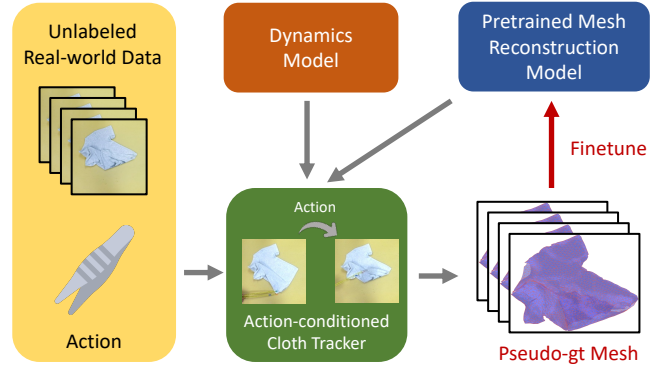 Unlabeled
Real-world Data
Action
Dynamics
Model
Pretrained Mesh
Reconstruction
Model
Finetune
Action
Action-conditioned
Cloth Tracker
Pseudo-gt Mesh